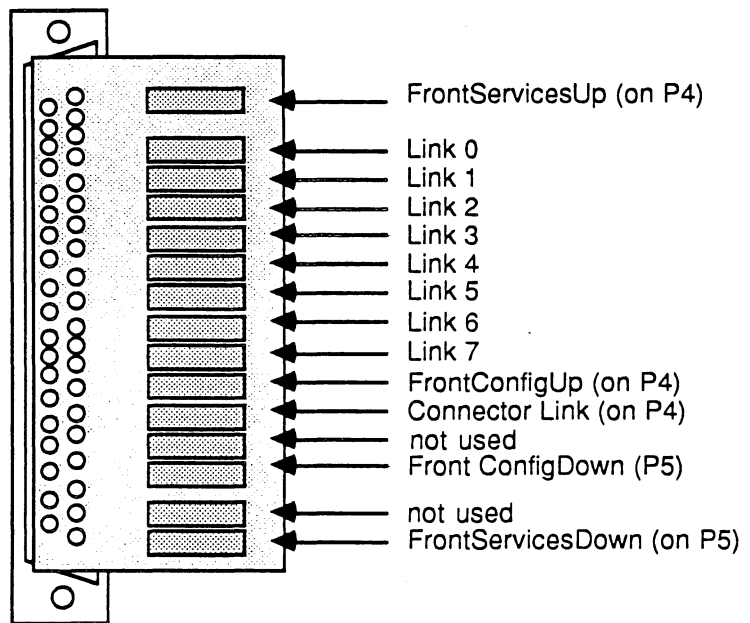 FrontServicesUp (on P4)
Link 0
Link 1
Link 2
Link 3
Link 4
Link 5
Link 6
Link 7
FrontConfigUp (on P4)
Connector Link (on P4)
not used
Front ConfigDown (P5)
not used
FrontServicesDown (on P5)